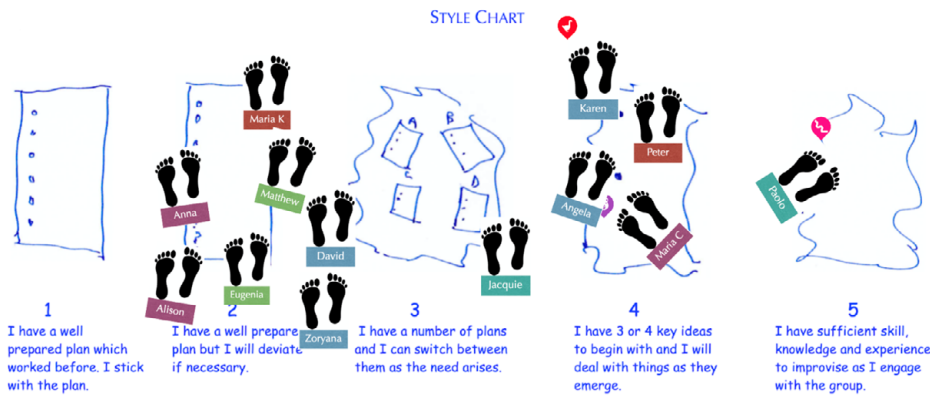 STYLE CHART
Maria K
Karen
Peter
A
B
C
D
Anna
Matthew
Angela
Maria C
Paolo
David
Jacquie
Alison
Eugenia
Zoryana
1
I have a well
prepared plan which
worked before. I stick
with the plan.
2
I have a well prepare
plan but I will deviate
if necessary.
3
I have a number of plans
and I can switch between
them as the need arises.
4
I have 3 or 4 key ideas
to begin with and I will
deal with things as they
emerge.
5
I have sufficient skill,
knowledge and experience
to improvise as I engage
with the group.